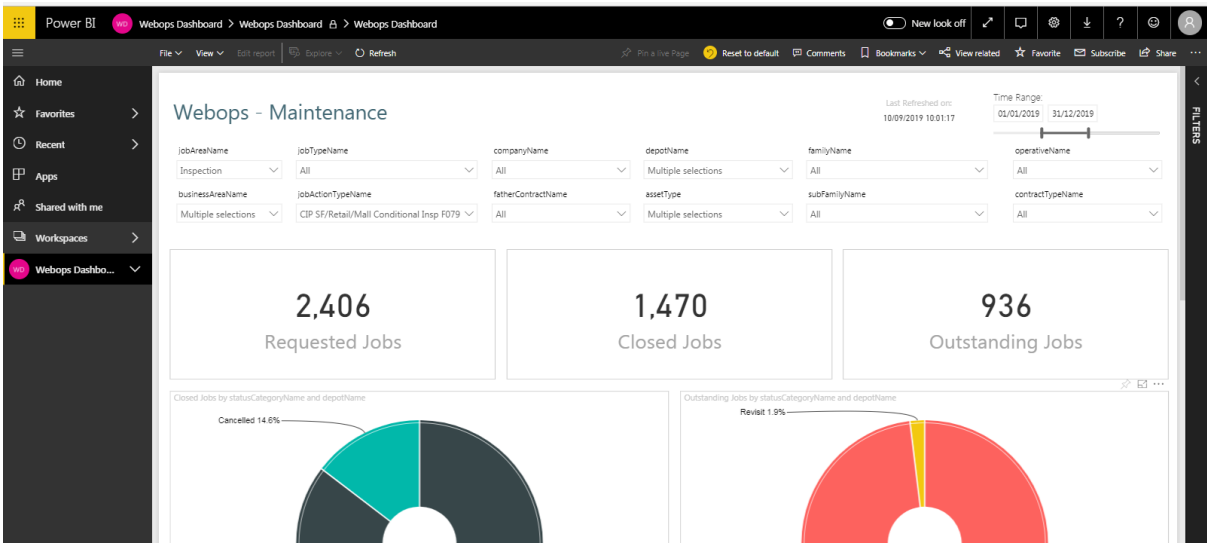 Power BI WD Webops Dashboard > Webops Dashboard > Webops Dashboard New look off ?
File View Edit report Explore Refresh Pin a live Page Reset to default Comments Bookmarks View related Favorite Subscribe Share ...
Home
Favorites
Recent
Apps
Shared with me
Workspaces
WD Webops Dashbo...
Webops - Maintenance
Last Refreshed on:
10/09/2019 10:01:17
Time Range:
01/01/2019 31/12/2019
FILTERS
jobAreaName jobTypeName companyName depotName familyName operativeName
Inspection All All Multiple selections All All
businessAreaName jobActionTypeName fatherContractName assetType subFamilyName contractTypeName
Multiple selections CIP SF/Retail/Mall Conditional Insp F079 All Multiple selections All All
2,406 1,470 936
Requested Jobs Closed Jobs Outstanding Jobs
Closed Jobs by statusCategoryName and depotName Outstanding Jobs by statusCategoryName and depotName
Cancelled 14.6% Revisit 1.9%